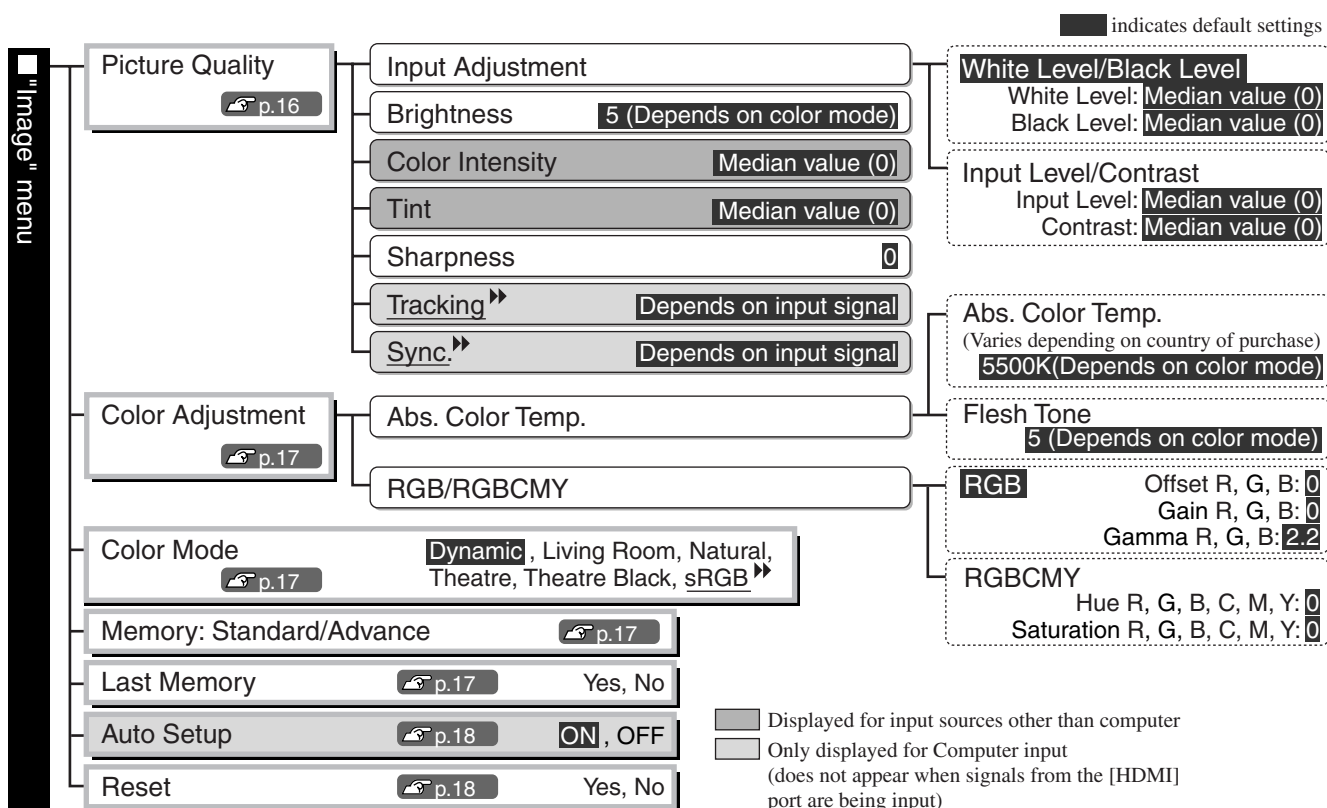 indicates default settings
"Image" menu
Picture Quality
p.16
Input Adjustment
White Level/Black Level
White Level: Median value (0)
Black Level: Median value (0)
Input Level/Contrast
Input Level: Median value (0)
Contrast: Median value (0)
Brightness 5 (Depends on color mode)
Color Intensity Median value (0)
Tint Median value (0)
Sharpness 0
Tracking Depends on input signal
Sync. Depends on input signal
Color Adjustment
p.17
Abs. Color Temp.
Abs. Color Temp.
(Varies depending on country of purchase)
5500K(Depends on color mode)
Flesh Tone
5 (Depends on color mode)
RGB/RGBCMY
RGB Offset R, G, B: 0
Gain R, G, B: 0
Gamma R, G, B: 2.2
RGBCMY
Hue R, G, B, C, M, Y: 0
Saturation R, G, B, C, M, Y: 0
Color Mode
p.17
Dynamic , Living Room, Natural,
Theatre, Theatre Black, sRGB
Memory: Standard/Advance p.17
Last Memory p.17 Yes, No
Auto Setup p.18 ON , OFF
Reset p.18 Yes, No
Displayed for input sources other than computer
Only displayed for Computer input
(does not appear when signals from the [HDMI]
port are being input)